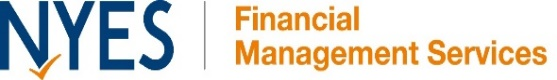 NYES
Financial
Management Services